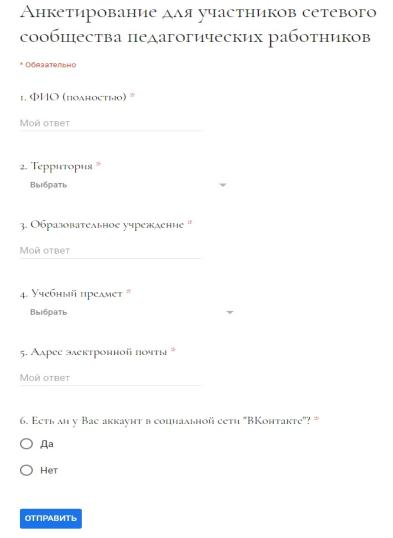 Анкетирование для участников сетевого
сообщества педагогических работников
* Обязательно
1. ФИО (полностью) *
Мой ответ
2. Территория *
Выбрать
3. Образовательное учреждение *
Мой ответ
4. Учебный предмет *
Выбрать
5. Адрес электронной почты *
Мой ответ
6. Есть ли у Вас аккаунт в социальной сети "ВКонтакте"? *
Да
Нет
ОТПРАВИТЬ